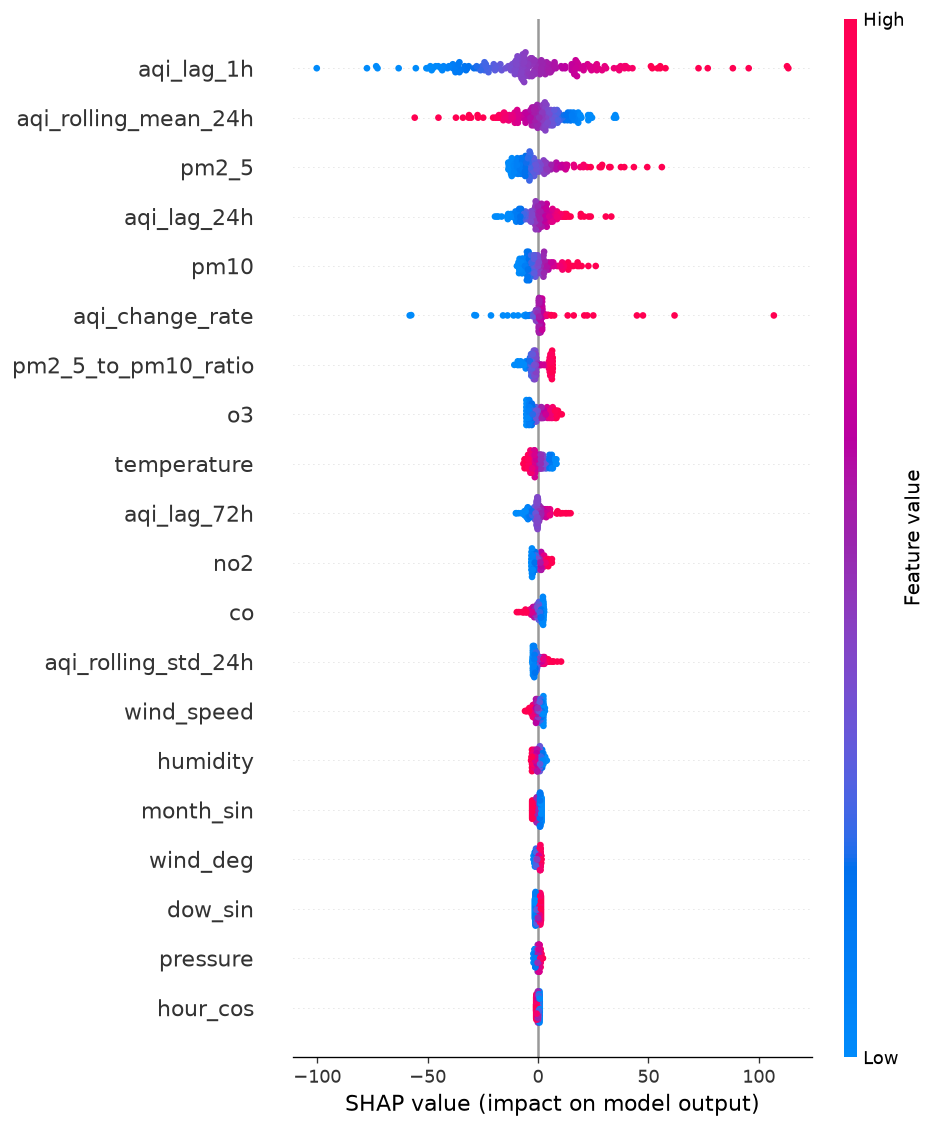 High
aqi_lag_1h
aqi_rolling_mean_24h
pm2_5
aqi_lag_24h
pm10
aqi_change_rate
pm2_5_to_pm10_ratio
o3
temperature
aqi_lag_72h
no2
co
aqi_rolling_std_24h
wind_speed
humidity
month_sin
wind_deg
dow_sin
pressure
hour_cos
Feature value
Low
−100 −50 0 50 100
SHAP value (impact on model output)